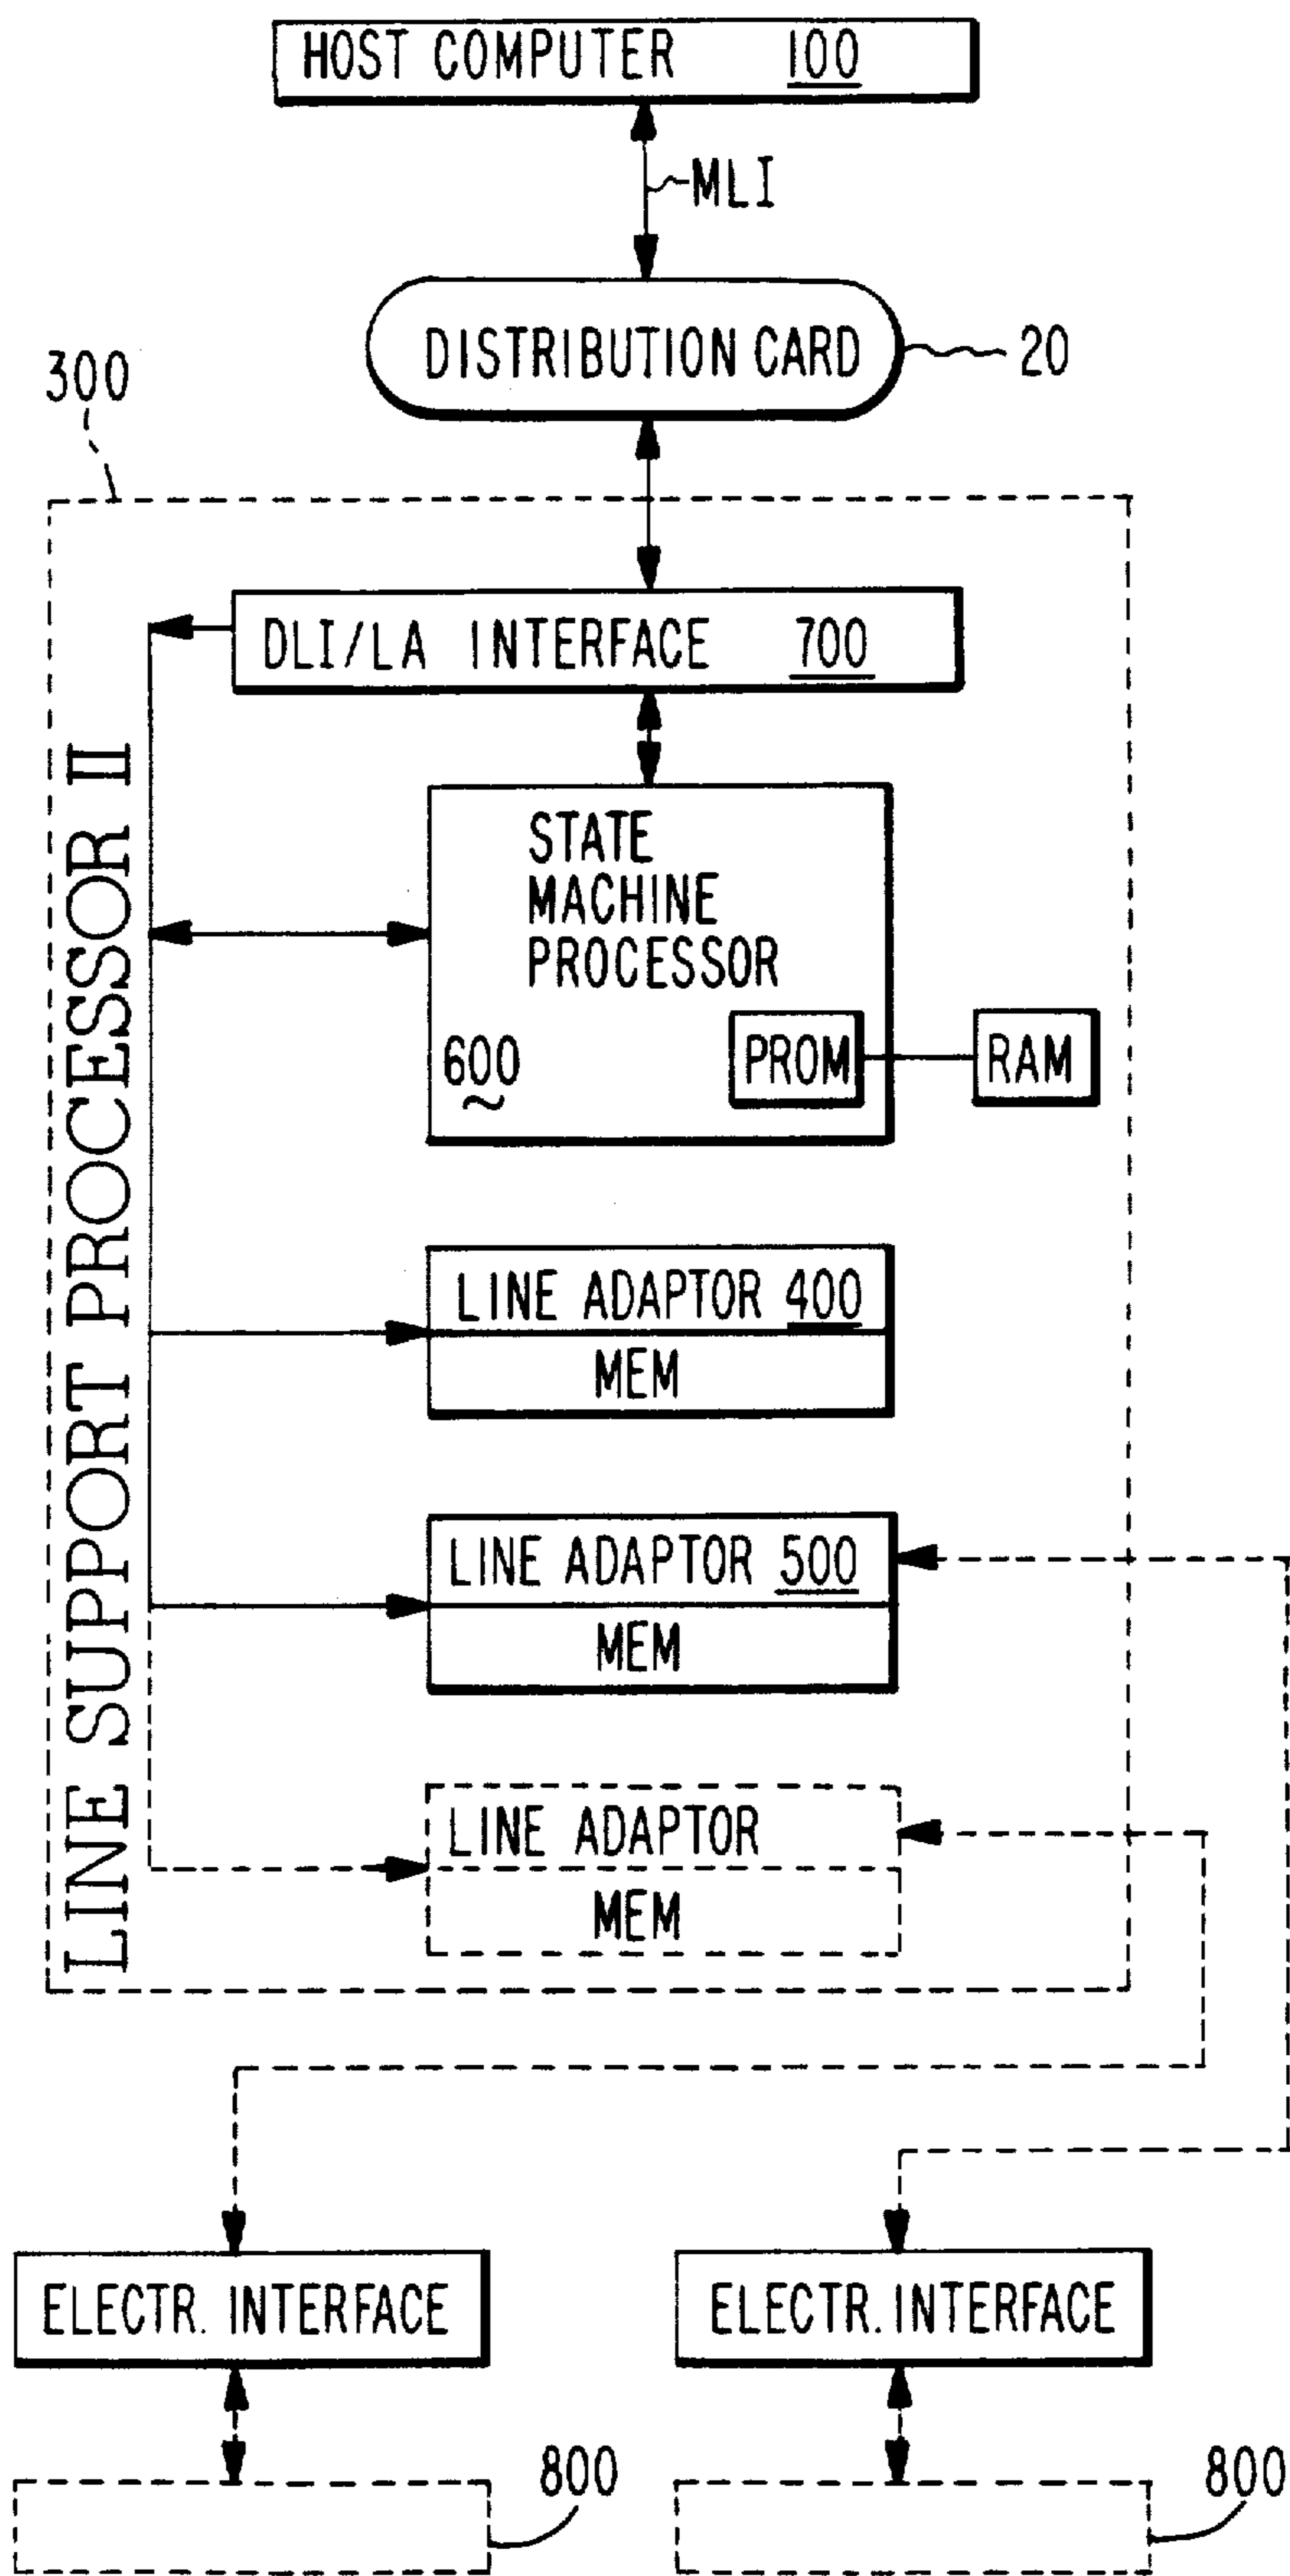 HOST COMPUTER 100
MLI
DISTRIBUTION CARD
20
300
DLI/LA INTERFACE 700
LINE SUPPORT PROCESSOR II
STATE
MACHINE
PROCESSOR
600
PROM
RAM
LINE ADAPTOR 400
MEM
LINE ADAPTOR 500
MEM
LINE ADAPTOR
MEM
ELECTR. INTERFACE
ELECTR. INTERFACE
800
800